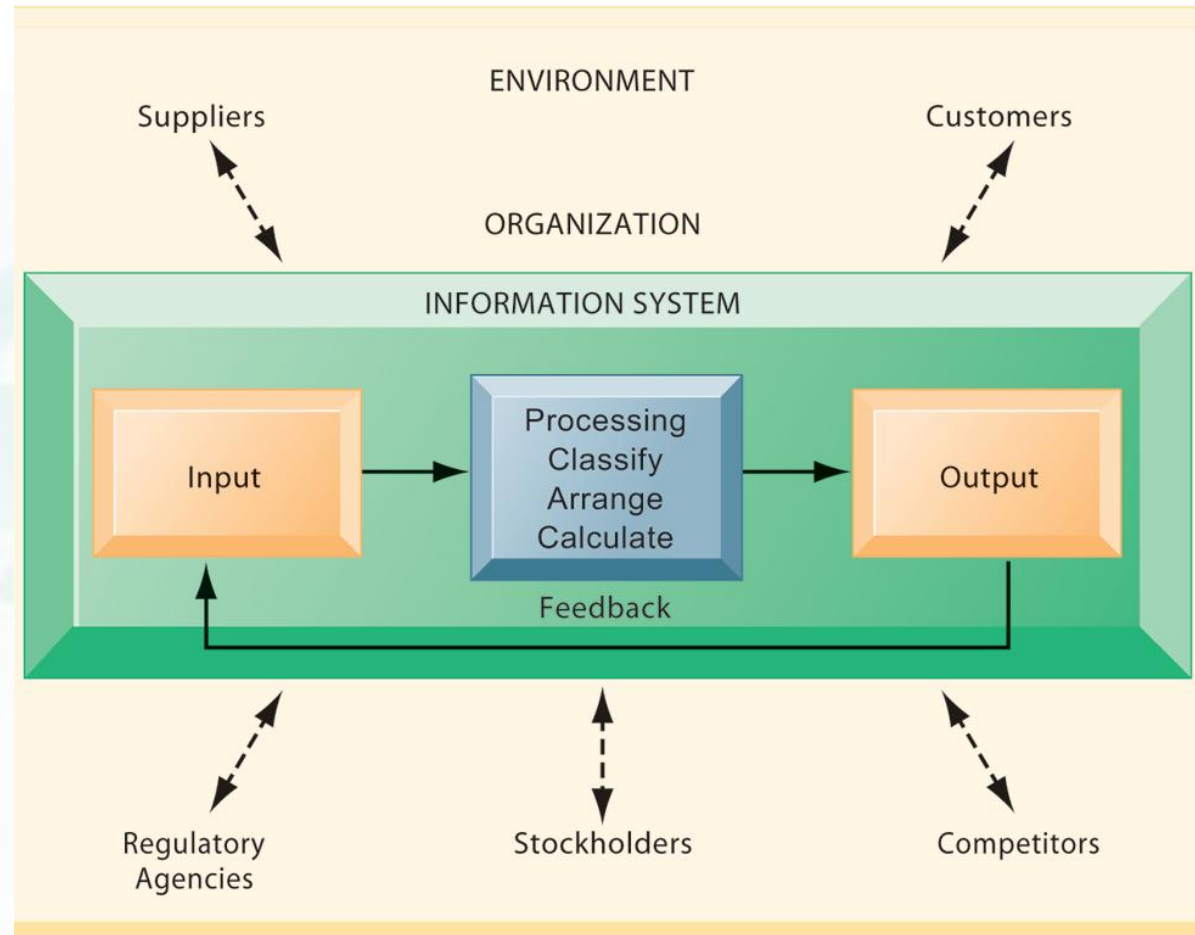 ENVIRONMENT
Suppliers
Customers
ORGANIZATION
INFORMATION SYSTEM
Input
Processing
Classify
Arrange
Calculate
Output
Feedback
Regulatory
Agencies
Stockholders
Competitors